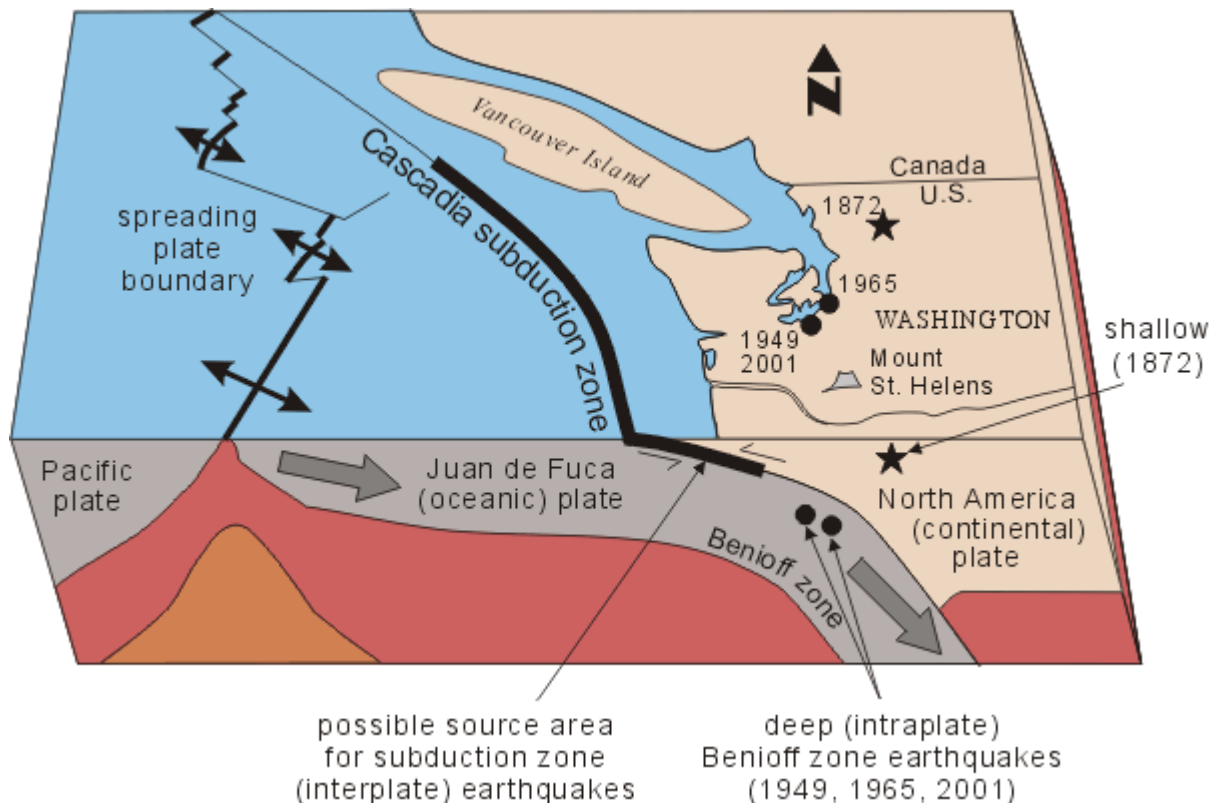 N
Vancouver Island
Canada
U.S.
1872
Cascadia subduction zone
spreading
plate
boundary
1965
WASHINGTON
1949
2001
Mount
St. Helens
shallow
(1872)
Pacific
plate
Juan de Fuca
(oceanic) plate
North America
(continental)
plate
Benioff zone
possible source area
for subduction zone
(interplate) earthquakes
deep (intraplate)
Benioff zone earthquakes
(1949, 1965, 2001)